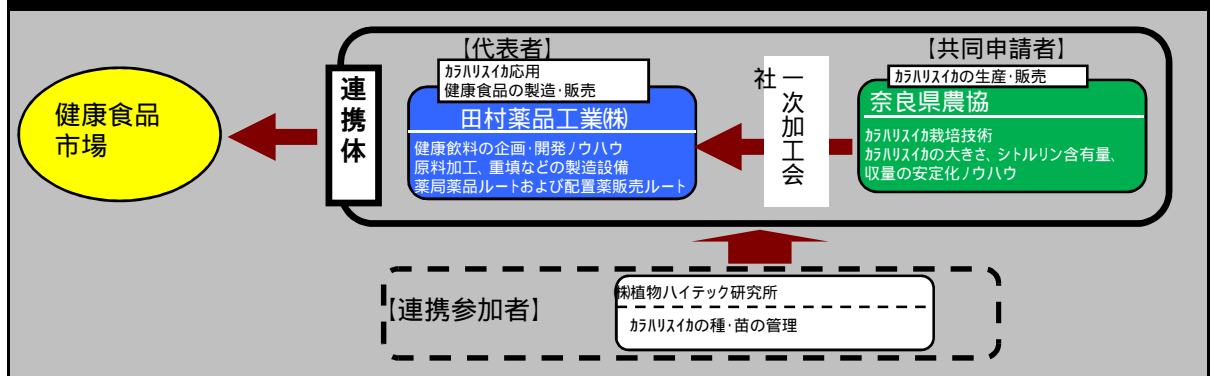 健康食品
市場
連携体
【代表者】
ｶﾗﾊﾘｽｲｶ応用
健康食品の製造・販売
田村薬品工業㈱
健康飲料の企画・開発ノウハウ
原料加工、重填などの製造設備
薬局薬品ルートおよび配置薬販売ルート
一次加工会
社
【共同申請者】
ｶﾗﾊﾘｽｲｶの生産・販売
奈良県農協
ｶﾗﾊﾘｽｲｶ栽培技術
ｶﾗﾊﾘｽｲｶの大きさ、シトルリン含有量、
収量の安定化ノウハウ
【連携参加者】
㈱植物ハイテック研究所
ｶﾗﾊﾘｽｲｶの種・苗の管理